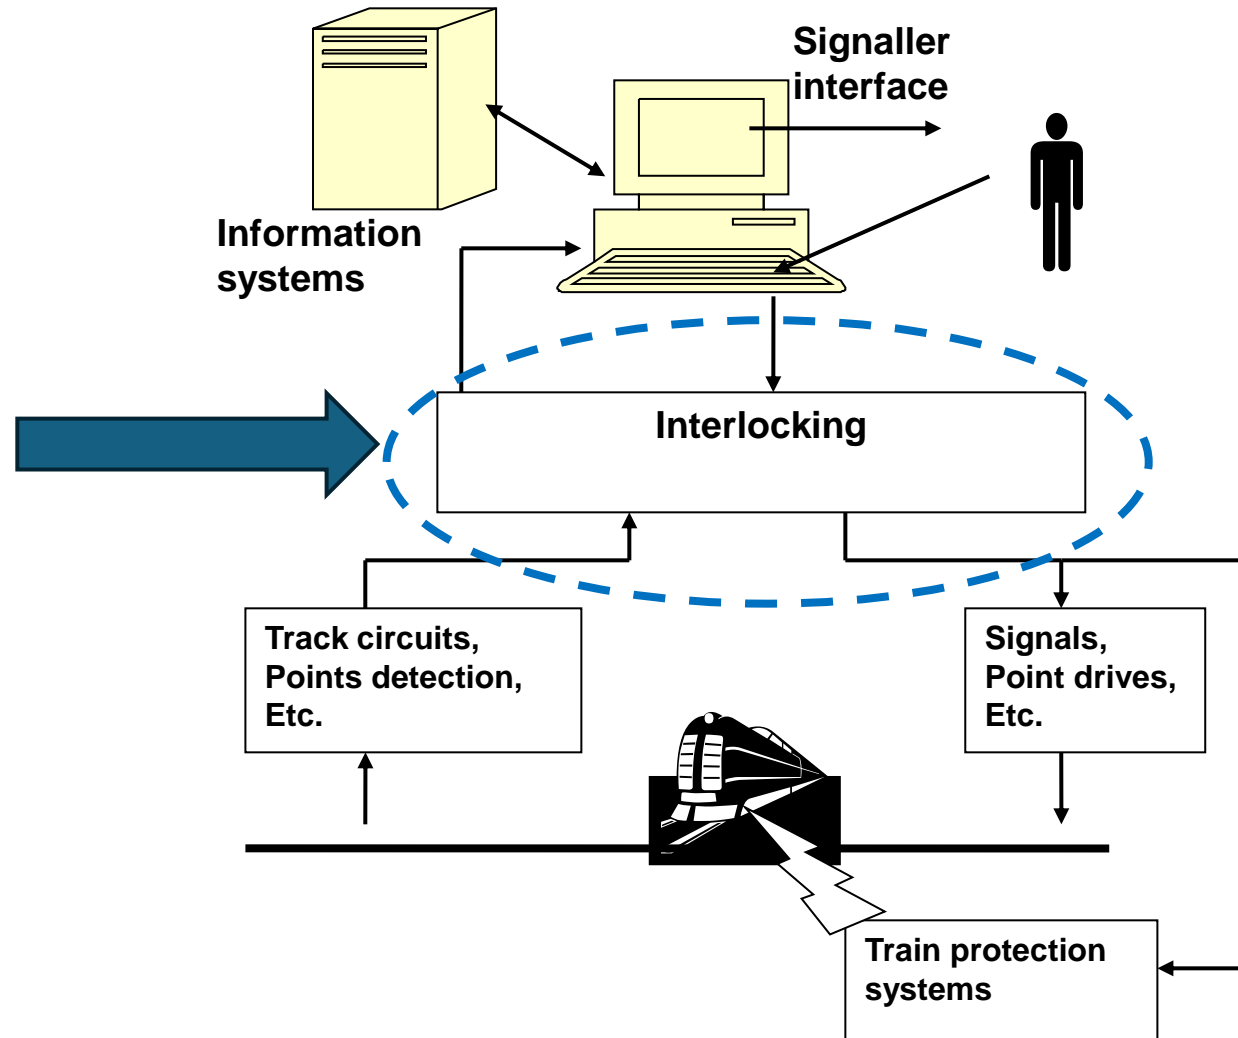 Signaller
interface
Information
systems
Interlocking
Track circuits,
Points detection,
Etc.
Signals,
Point drives,
Etc.
Train protection
systems